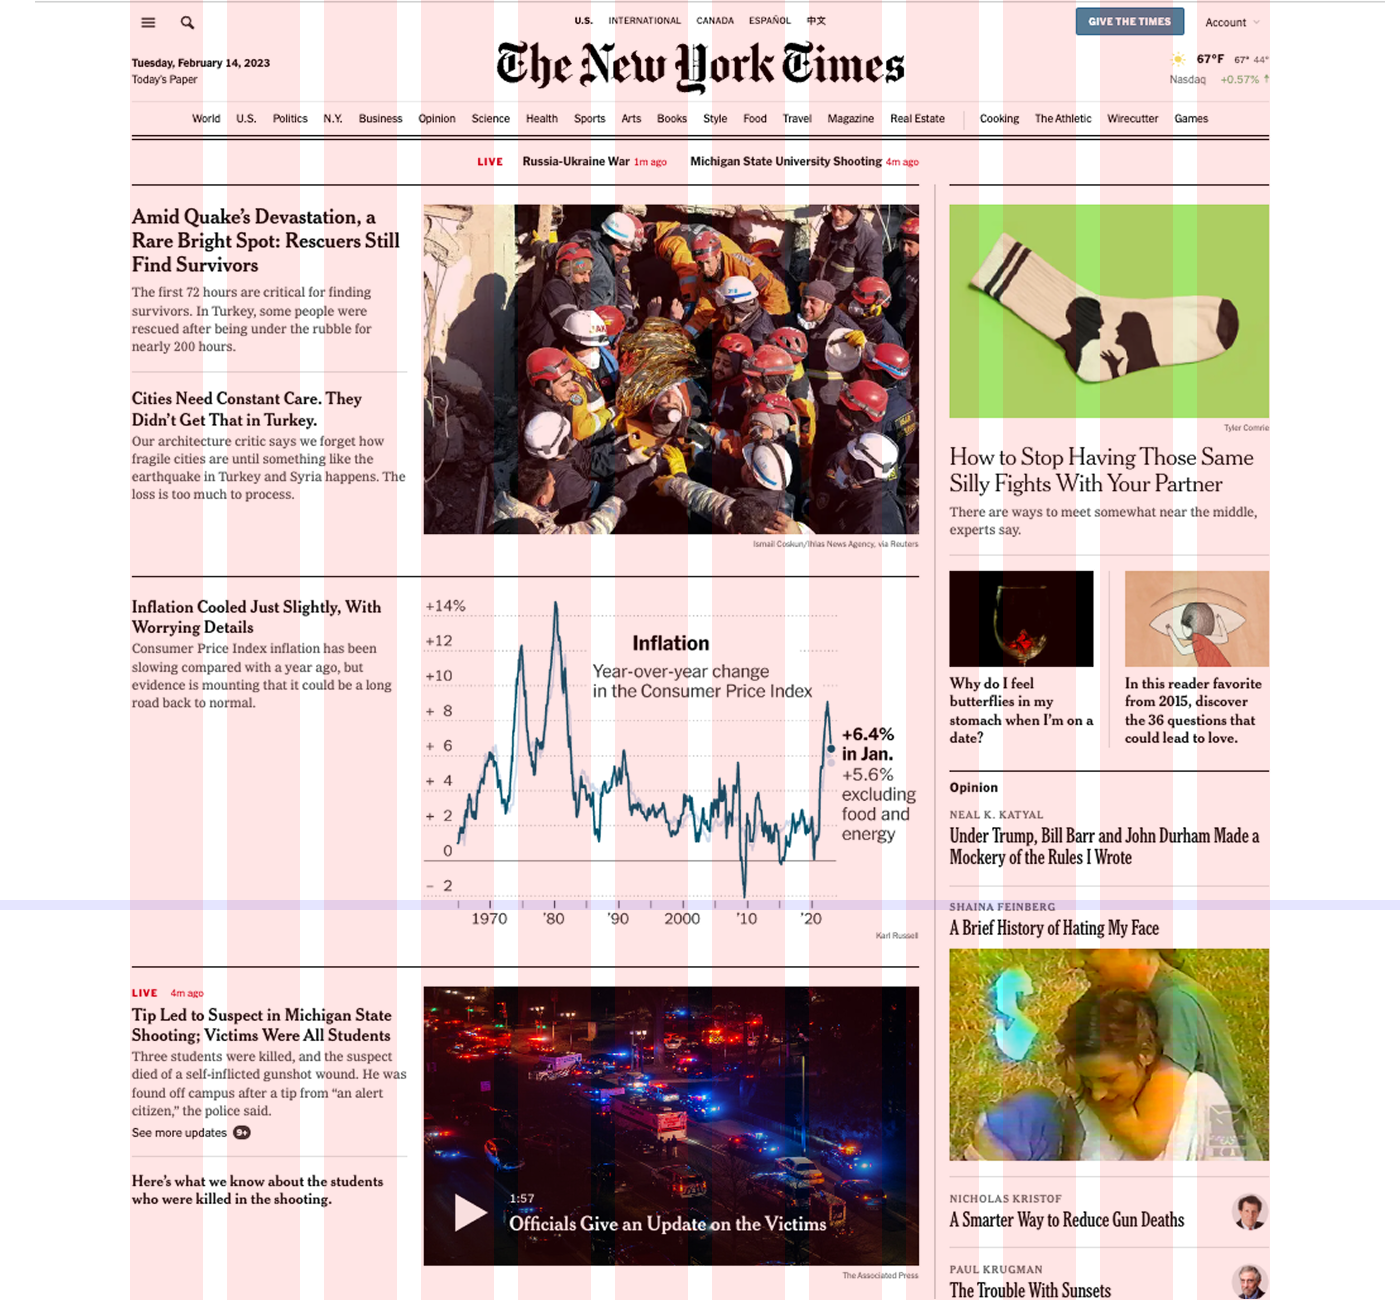 U.S. INTERNATIONAL CANADA ESPAÑOL 中文
GIVE THE TIMES
Account
Tuesday, February 14, 2023
Today's Paper
The New York Times
67°F 67° 44°
Nasdaq +0.57% ↑
World U.S. Politics N.Y. Business Opinion Science Health Sports Arts Books Style Food Travel Magazine Real Estate Cooking The Athletic Wirecutter Games
LIVE Russia-Ukraine War 1m ago Michigan State University Shooting 4m ago
Amid Quake's Devastation, a
Rare Bright Spot: Rescuers Still
Find Survivors
The first 72 hours are critical for finding
survivors. In Turkey, some people were
rescued after being under the rubble for
nearly 200 hours.
Cities Need Constant Care. They
Didn't Get That in Turkey.
Our architecture critic says we forget how
fragile cities are until something like the
earthquake in Turkey and Syria happens. The
loss is too much to process.
Ismail Coskun/Ihlas News Agency, via Reuters
Inflation Cooled Just Slightly, With
Worrying Details
Consumer Price Index inflation has been
slowing compared with a year ago, but
evidence is mounting that it could be a long
road back to normal.
+14%
+12
+10
+ 8
+ 6
+ 4
+ 2
0
– 2
Inflation
Year-over-year change
in the Consumer Price Index
+6.4%
in Jan.
+5.6%
excluding
food and
energy
1970 '80 '90 2000 '10 '20
Karl Russell
LIVE 4m ago
Tip Led to Suspect in Michigan State
Shooting; Victims Were All Students
Three students were killed, and the suspect
died of a self-inflicted gunshot wound. He was
found off campus after a tip from “an alert
citizen,” the police said.
See more updates 9+
Here's what we know about the students
who were killed in the shooting.
1:57
Officials Give an Update on the Victims
The Associated Press
Tyler Comrie
How to Stop Having Those Same
Silly Fights With Your Partner
There are ways to meet somewhat near the middle,
experts say.
Why do I feel
butterflies in my
stomach when I'm on a
date?
In this reader favorite
from 2015, discover
the 36 questions that
could lead to love.
Opinion
NEAL K. KATYAL
Under Trump, Bill Barr and John Durham Made a
Mockery of the Rules I Wrote
SHAINA FEINBERG
A Brief History of Hating My Face
NICHOLAS KRISTOF
A Smarter Way to Reduce Gun Deaths
PAUL KRUGMAN
The Trouble With Sunsets